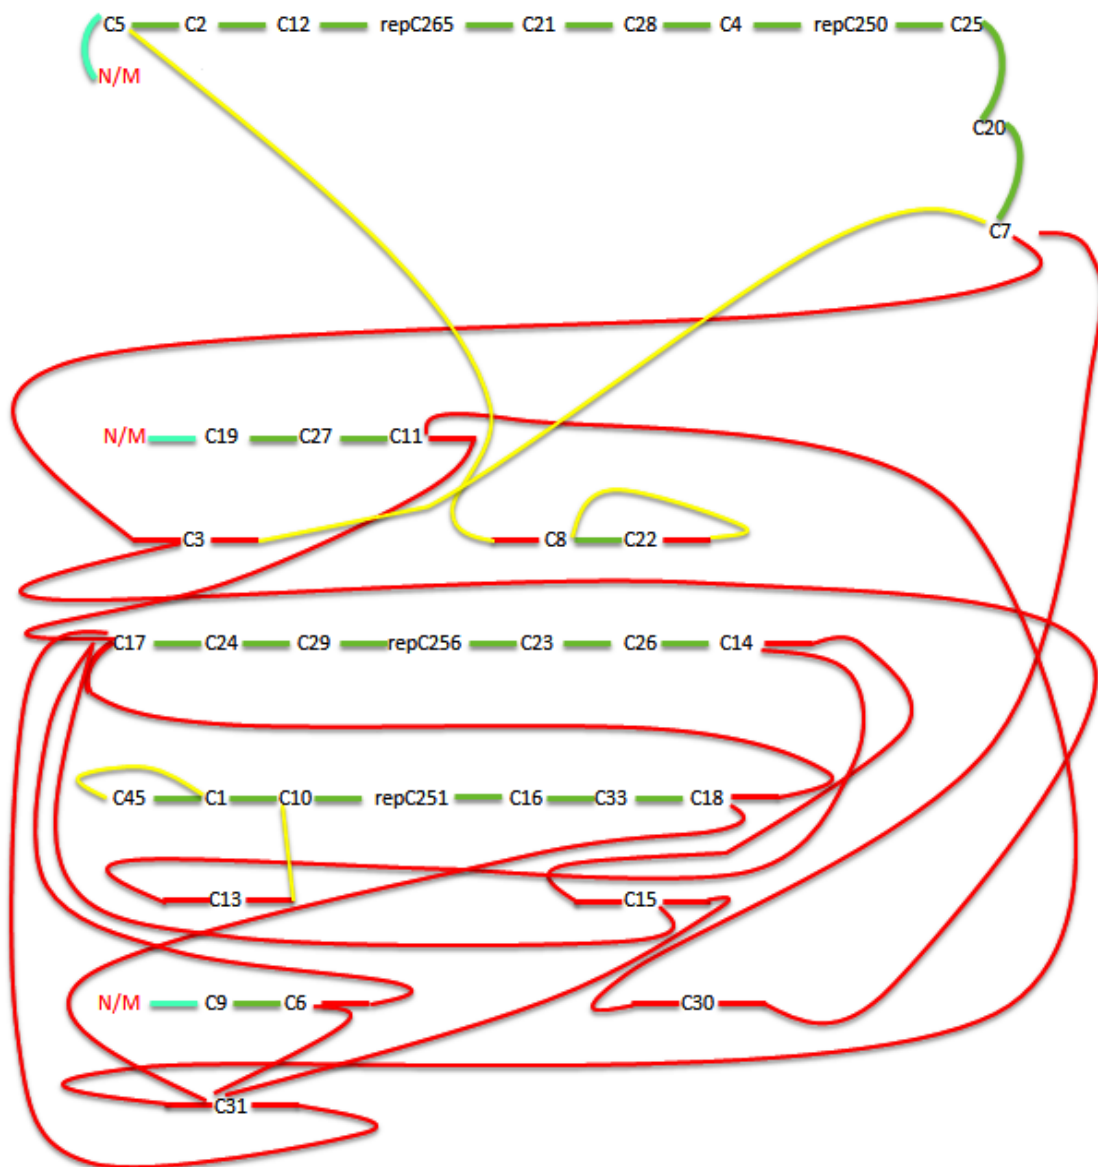 C5 C2 C12 repC265 C21 C28 C4 repC250 C25
N/M
C20
C7
N/M C19 C27 C11
C3 C8 C22
C17 C24 C29 repC256 C23 C26 C14
C45 C1 C10 repC251 C16 C33 C18
C13 C15
N/M C9 C6 C30
C31